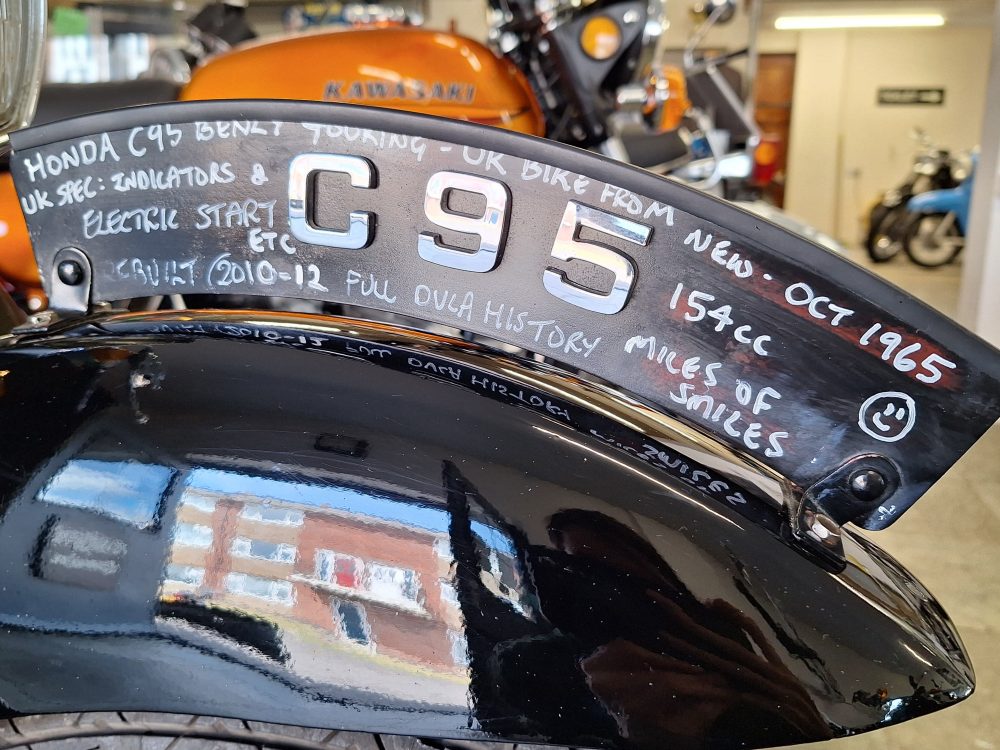 KAWASAKI
HONDA C95 BENLY TOURING - UK BIKE FROM NEW - OCT 1965
UK SPEC: INDICATORS &
ELECTRIC START
ETC
C95
REBUILT (2010-12 FULL DVLA HISTORY
154cc
MILES OF
SMILES